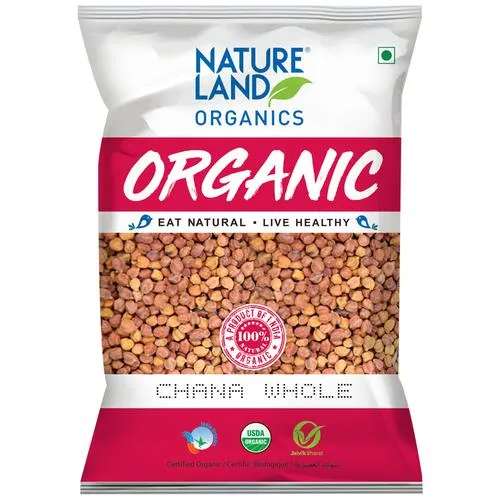 NATURE®
LAND
ORGANICS
ORGANIC
EAT NATURAL • LIVE HEALTHY
A PRODUCT OF INDIA
100%
NATURAL
ORGANIC
CHANA WHOLE
USDA
ORGANIC
Jaivik Bharat
Certified Organic / Certifié Biologique /